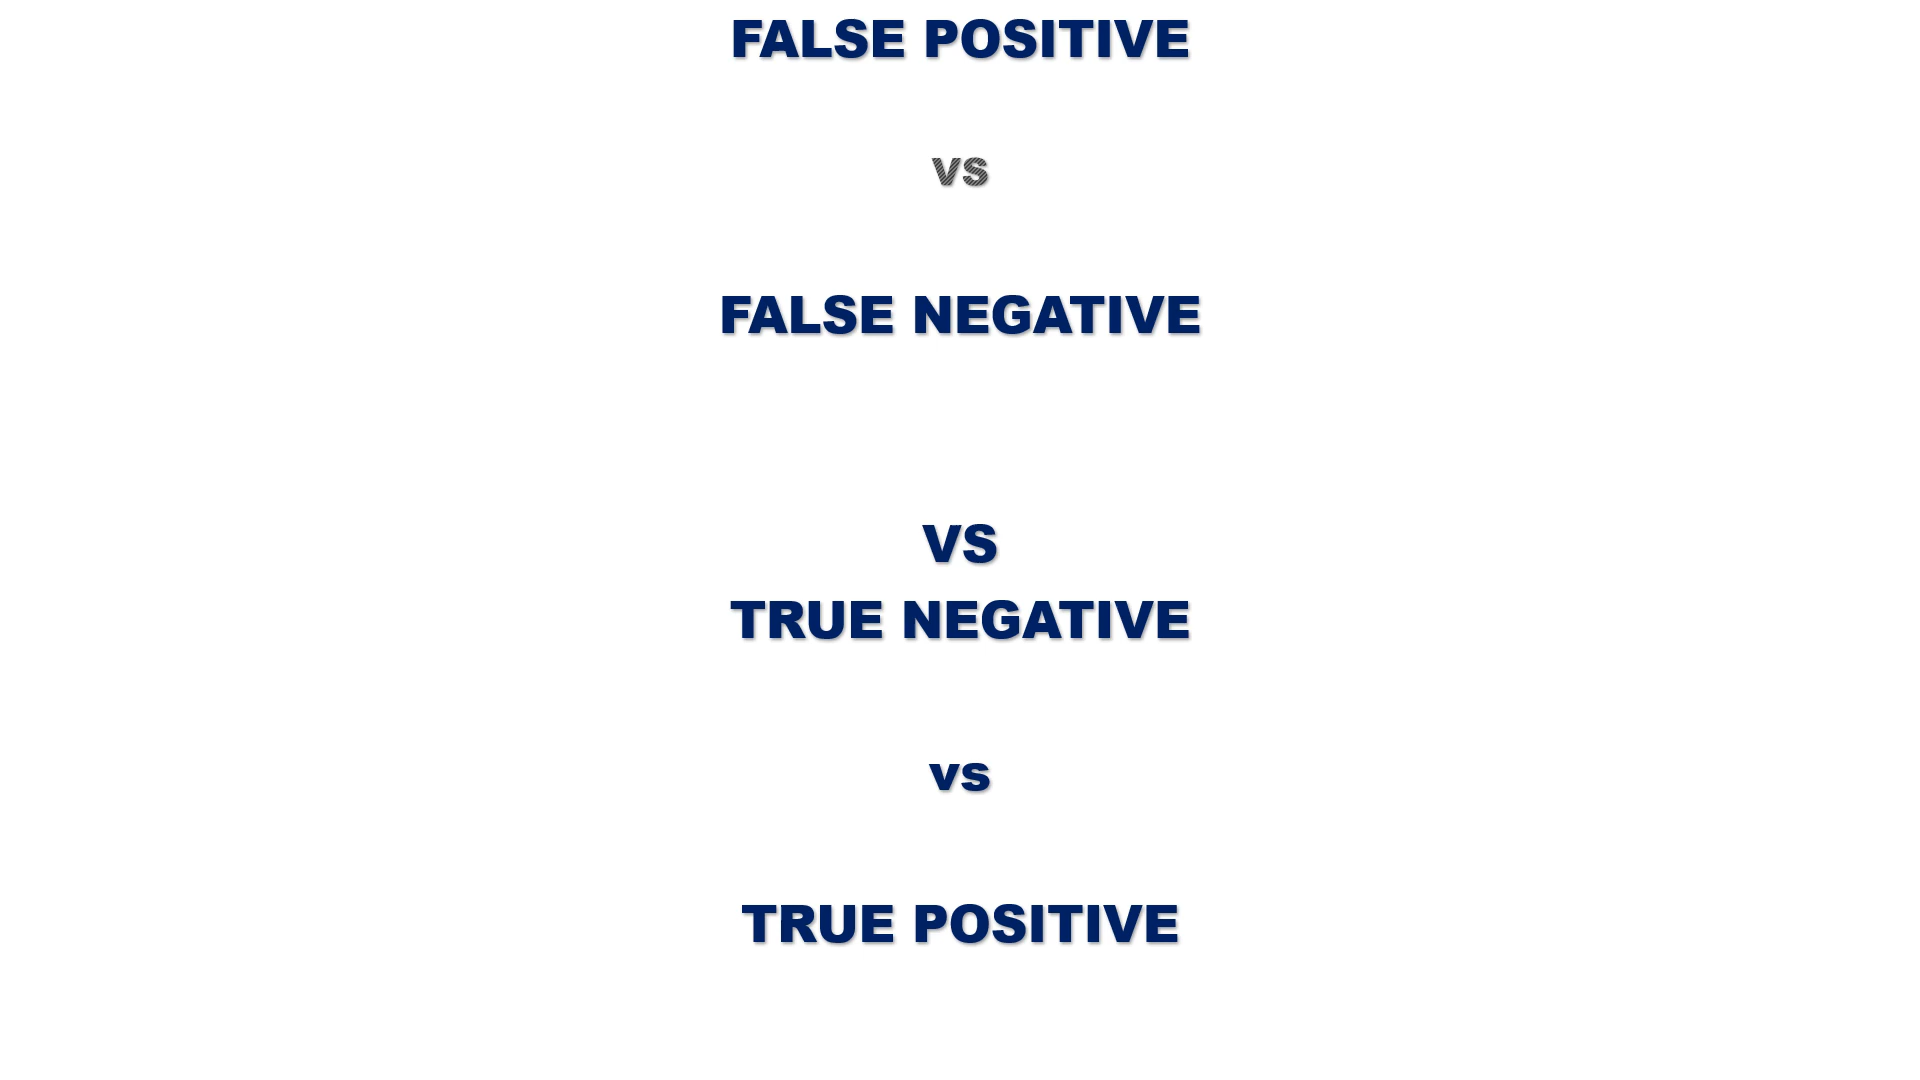 FALSE POSITIVE
vs
FALSE NEGATIVE
VS
TRUE NEGATIVE
vs
TRUE POSITIVE